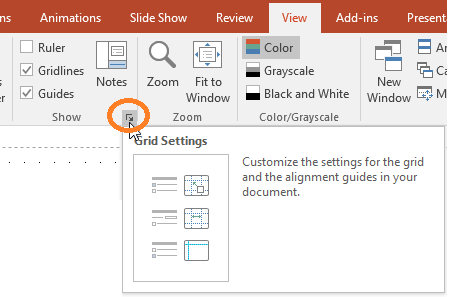 ns Animations Slide Show Review View Add-ins Present
Ruler
Gridlines
Guides
Notes
Show
Zoom
Fit to
Window
Zoom
Color
Grayscale
Black and White
Color/Grayscale
New
Window
Ar
Ca
M
Grid Settings
Customize the settings for the grid
and the alignment guides in your
document.